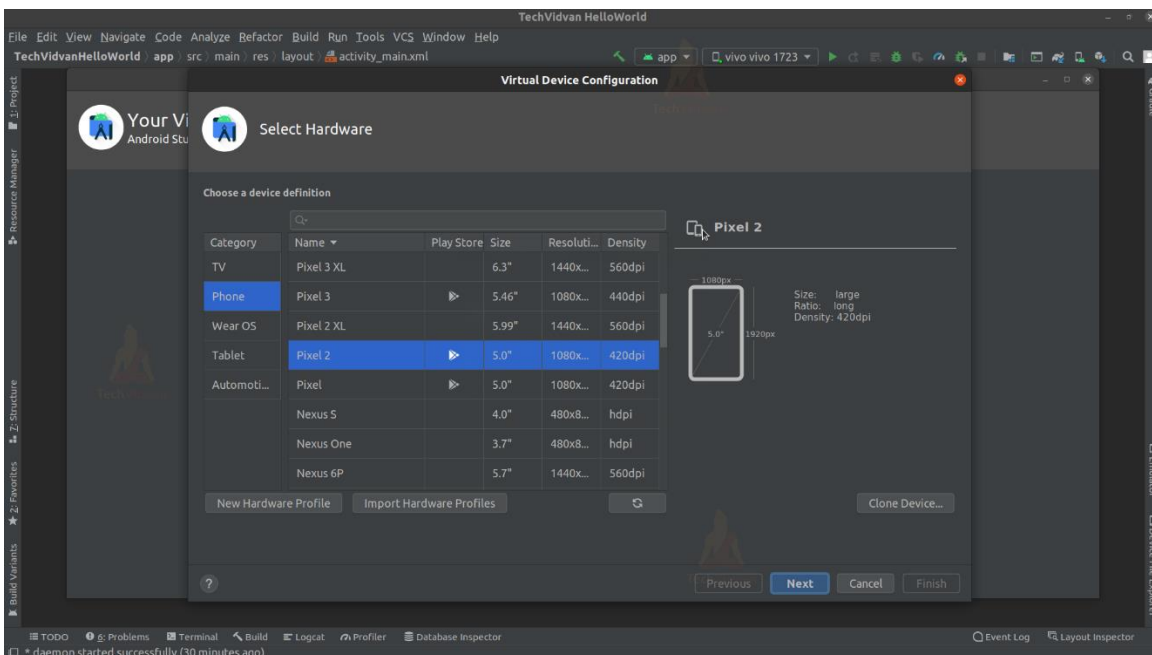 TechVidvan HelloWorld
File Edit View Navigate Code Analyze Refactor Build Run Tools VCS Window Help
TechVidvanHelloWorld app src main res layout activity_main.xml app vivo vivo 1723
Virtual Device Configuration
1: Project
Resource Manager
Z: Structure
2: Favorites
Build Variants
Your Vi
Android Stu
Select Hardware
Choose a device definition
Category Name Play Store Size Resoluti... Density
TV Pixel 3 XL 6.3" 1440x... 560dpi
Phone Pixel 3 5.46" 1080x... 440dpi
Wear OS Pixel 2 XL 5.99" 1440x... 560dpi
Tablet Pixel 2 5.0" 1080x... 420dpi
Automoti... Pixel 5.0" 1080x... 420dpi
Nexus S 4.0" 480x8... hdpi
Nexus One 3.7" 480x8... hdpi
Nexus 6P 5.7" 1440x... 560dpi
Pixel 2
1080px
5.0"
1920px
Size: large
Ratio: long
Density: 420dpi
New Hardware Profile Import Hardware Profiles
Clone Device...
? Previous Next Cancel Finish
TODO 6: Problems Terminal Build Logcat Profiler Database Inspector Event Log Layout Inspector
* daemon started successfully (30 minutes ago)